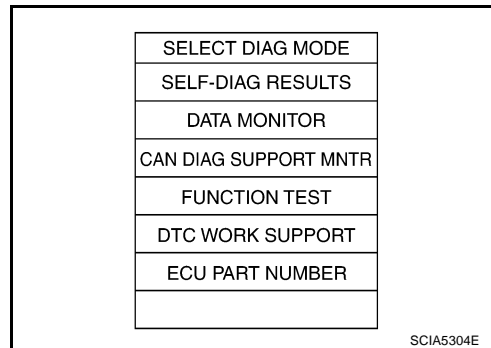 SELECT DIAG MODE
SELF-DIAG RESULTS
DATA MONITOR
CAN DIAG SUPPORT MNTR
FUNCTION TEST
DTC WORK SUPPORT
ECU PART NUMBER
SCIA5304E